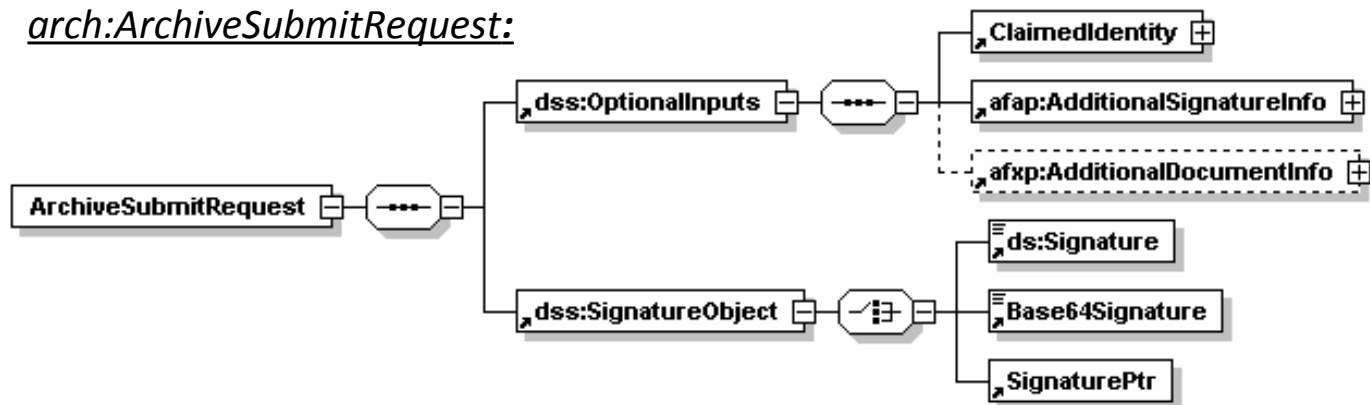 arch:ArchiveSubmitRequest:
ClaimedIdentity
dss:OptionalInputs
afap:AdditionalSignatureInfo
afxp:AdditionalDocumentInfo
ArchiveSubmitRequest
ds:Signature
dss:SignatureObject
Base64Signature
SignaturePtr